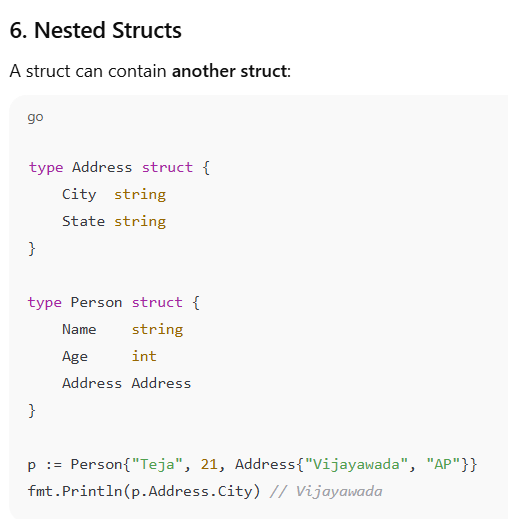 6. Nested Structs
A struct can contain another struct:
go
type Address struct {
    City  string
    State string
}
type Person struct {
    Name    string
    Age     int
    Address Address
}
p := Person{"Teja", 21, Address{"Vijayawada", "AP"}}
fmt.Println(p.Address.City) // Vijayawada